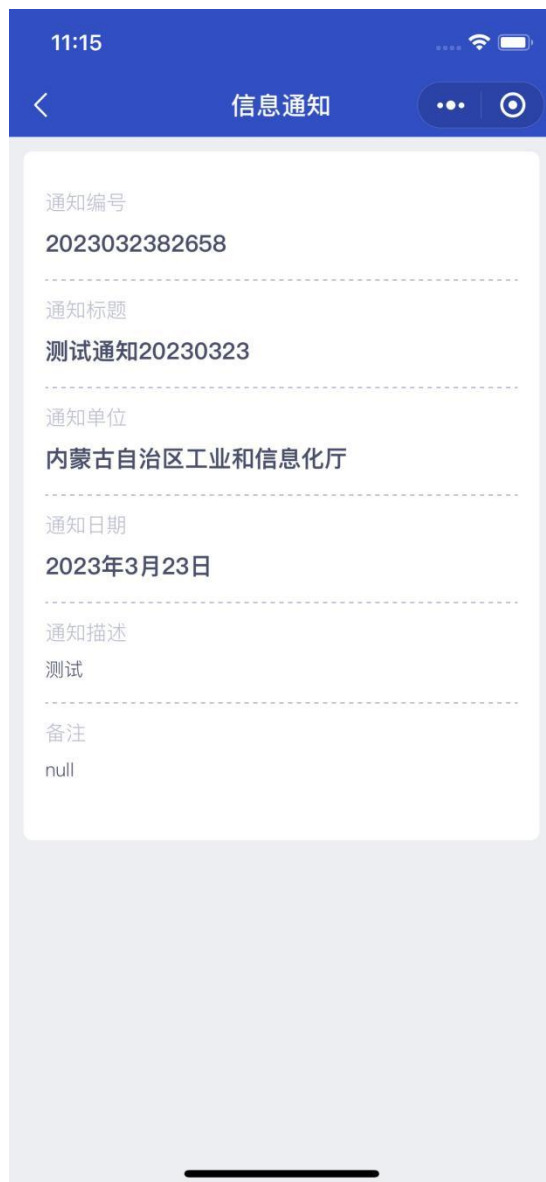 11:15
信息通知
通知编号
2023032382658
通知标题
测试通知20230323
通知单位
内蒙古自治区工业和信息化厅
通知日期
2023年3月23日
通知描述
测试
备注
null